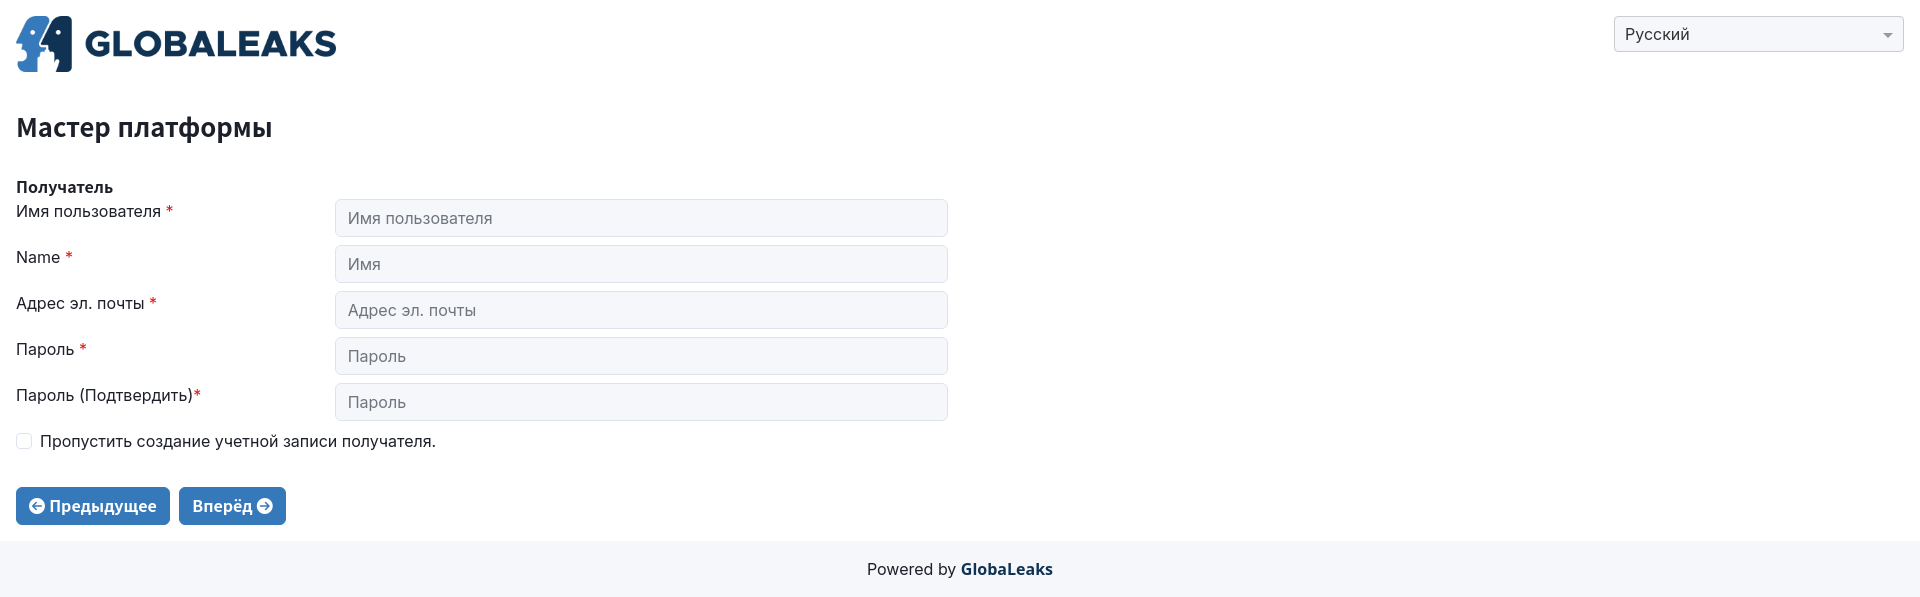 GLOBALEAKS
Русский
Мастер платформы
Получатель
Имя пользователя *
Имя пользователя
Name *
Имя
Адрес эл. почты *
Адрес эл. почты
Пароль *
Пароль
Пароль (Подтвердить)*
Пароль
Пропустить создание учетной записи получателя.
Предыдущее
Вперёд
Powered by GlobaLeaks